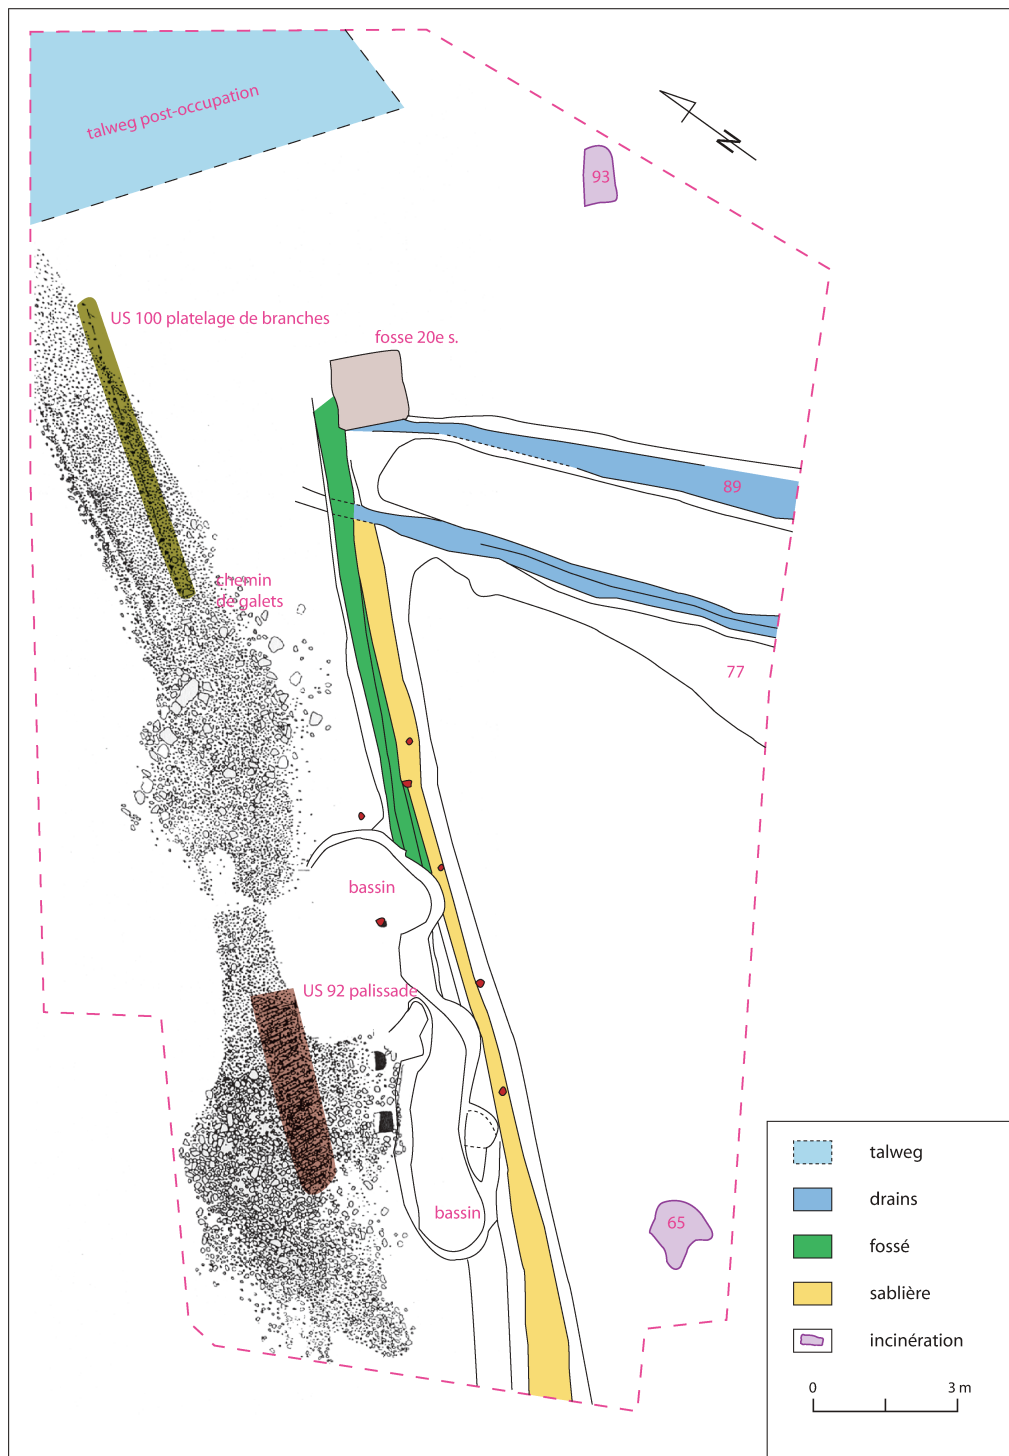 talweg post-occupation
N
93
US 100 platelage de branches
fosse 20e s.
89
chemin
de galets
77
bassin
US 92 palissade
bassin
65
talweg
drains
fossé
sablière
incinération
0
3 m